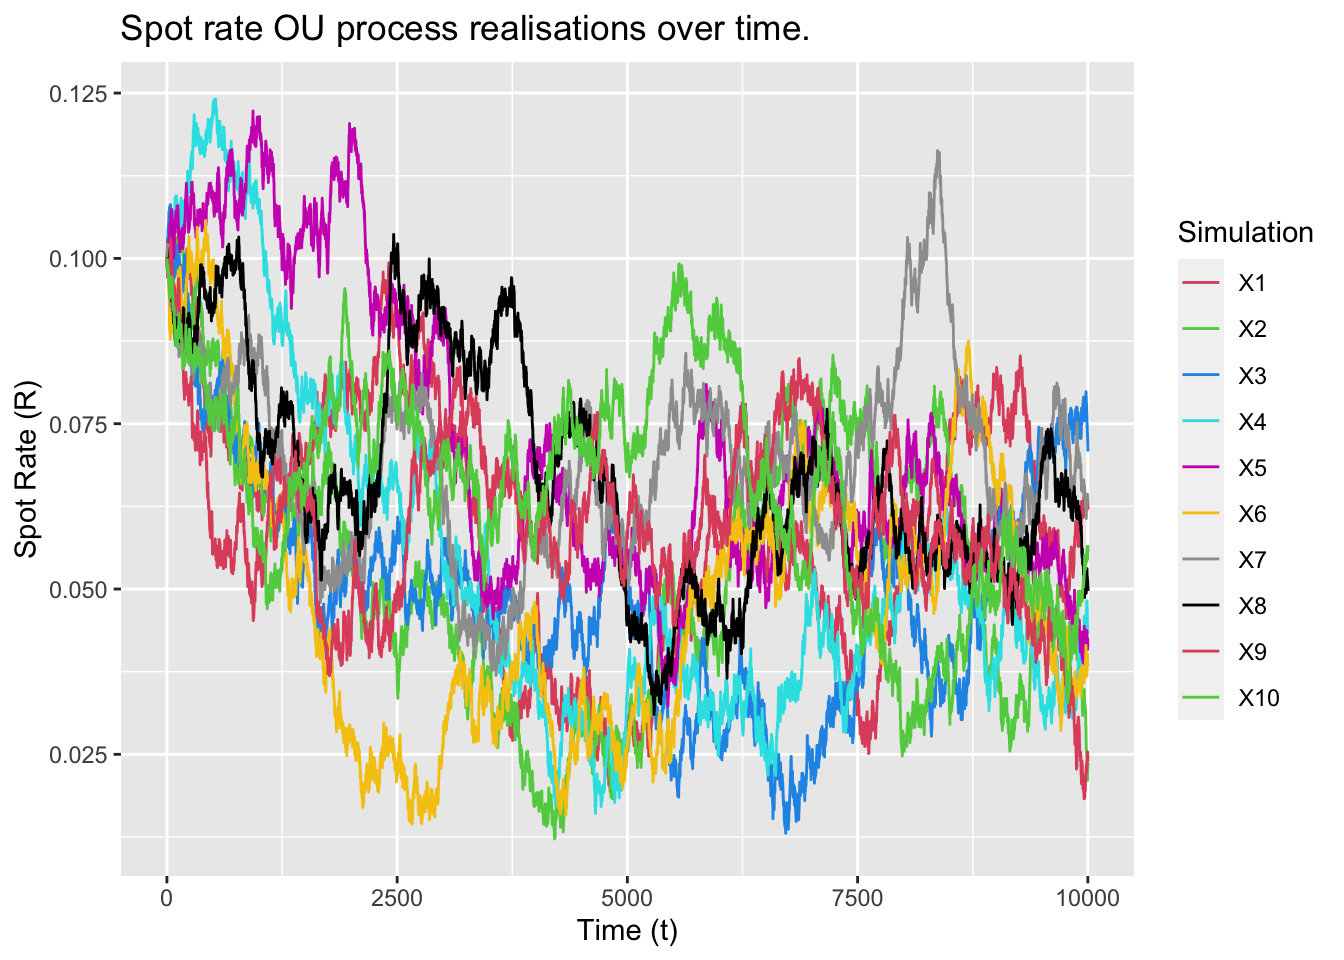 Spot rate OU process realisations over time.
0.125
0.100
0.075
0.050
0.025
Spot Rate (R)
0
2500
5000
7500
10000
Time (t)
Simulation
X1
X2
X3
X4
X5
X6
X7
X8
X9
X10